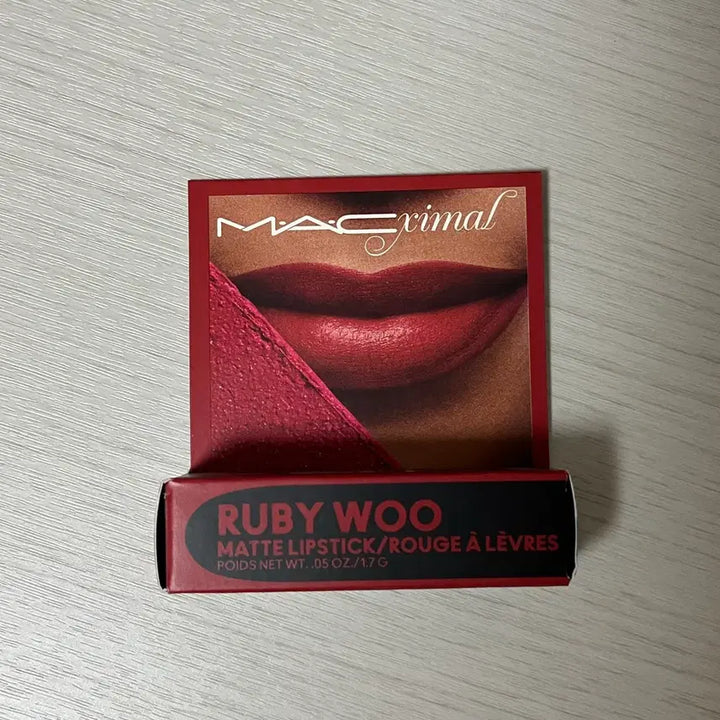 M·A·Cximal
RUBY WOO
MATTE LIPSTICK/ROUGE À LÈVRES
POIDS NET WT. .05 OZ./1.7 G